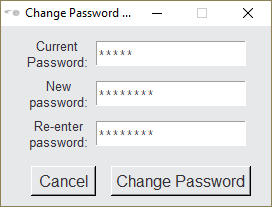 Change Password ...
Current
Password:
*****
New
password:
********
Re-enter
password:
********
Cancel
Change Password